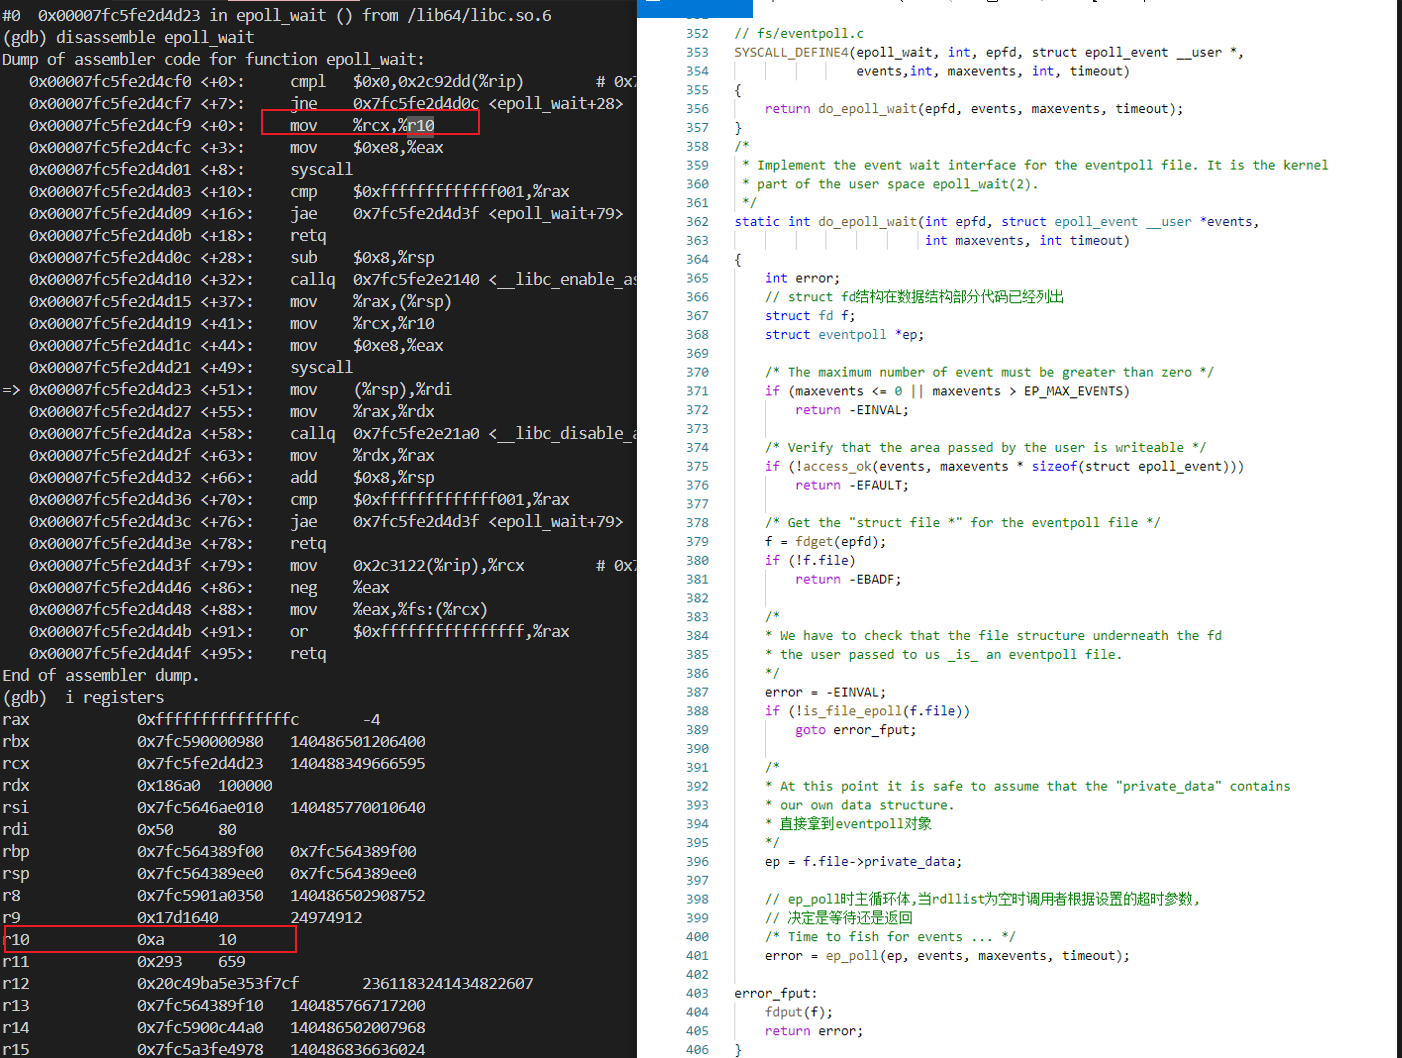 #0  0x00007fc5fe2d4d23 in epoll_wait () from /lib64/libc.so.6
(gdb) disassemble epoll_wait
Dump of assembler code for function epoll_wait:
0x00007fc5fe2d4cf0 <+0>:     cmpl   $0x0,0x2c92dd(%rip)        # 0x7
0x00007fc5fe2d4cf7 <+7>:     jne    0x7fc5fe2d4d0c <epoll_wait+28>
0x00007fc5fe2d4cf9 <+0>:     mov    %rcx,%r10
0x00007fc5fe2d4cfc <+3>:     mov    $0xe8,%eax
0x00007fc5fe2d4d01 <+8>:     syscall
0x00007fc5fe2d4d03 <+10>:    cmp    $0xfffffffffffff001,%rax
0x00007fc5fe2d4d09 <+16>:    jae    0x7fc5fe2d4d3f <epoll_wait+79>
0x00007fc5fe2d4d0b <+18>:    retq
0x00007fc5fe2d4d0c <+28>:    sub    $0x8,%rsp
0x00007fc5fe2d4d10 <+32>:    callq  0x7fc5fe2e2140 <__libc_enable_as
0x00007fc5fe2d4d15 <+37>:    mov    %rax,(%rsp)
0x00007fc5fe2d4d19 <+41>:    mov    %rcx,%r10
0x00007fc5fe2d4d1c <+44>:    mov    $0xe8,%eax
0x00007fc5fe2d4d21 <+49>:    syscall
=> 0x00007fc5fe2d4d23 <+51>:    mov    (%rsp),%rdi
0x00007fc5fe2d4d27 <+55>:    mov    %rax,%rdx
0x00007fc5fe2d4d2a <+58>:    callq  0x7fc5fe2e21a0 <__libc_disable_a
0x00007fc5fe2d4d2f <+63>:    mov    %rdx,%rax
0x00007fc5fe2d4d32 <+66>:    add    $0x8,%rsp
0x00007fc5fe2d4d36 <+70>:    cmp    $0xfffffffffffff001,%rax
0x00007fc5fe2d4d3c <+76>:    jae    0x7fc5fe2d4d3f <epoll_wait+79>
0x00007fc5fe2d4d3e <+78>:    retq
0x00007fc5fe2d4d3f <+79>:    mov    0x2c3122(%rip),%rcx        # 0x7
0x00007fc5fe2d4d46 <+86>:    neg    %eax
0x00007fc5fe2d4d48 <+88>:    mov    %eax,%fs:(%rcx)
0x00007fc5fe2d4d4b <+91>:    or     $0xffffffffffffffff,%rax
0x00007fc5fe2d4d4f <+95>:    retq
End of assembler dump.
(gdb)  i registers
rax            0xfffffffffffffffc       -4
rbx            0x7fc590000980   140486501206400
rcx            0x7fc5fe2d4d23   140488349666595
rdx            0x186a0  100000
rsi            0x7fc5646ae010   140485770010640
rdi            0x50     80
rbp            0x7fc564389f00   0x7fc564389f00
rsp            0x7fc564389ee0   0x7fc564389ee0
r8             0x7fc5901a0350   140486502908752
r9             0x17d1640        24974912
r10            0xa      10
r11            0x293    659
r12            0x20c49ba5e353f7cf       2361183241434822607
r13            0x7fc564389f10   140485766717200
r14            0x7fc5900c44a0   140486502007968
r15            0x7fc5a3fe4978   140486836636024
352 // fs/eventpoll.c
353 SYSCALL_DEFINE4(epoll_wait, int, epfd, struct epoll_event __user *,
354 events,int, maxevents, int, timeout)
355 {
356     return do_epoll_wait(epfd, events, maxevents, timeout);
357 }
358 /*
359  * Implement the event wait interface for the eventpoll file. It is the kernel
360  * part of the user space epoll_wait(2).
361  */
362 static int do_epoll_wait(int epfd, struct epoll_event __user *events,
363 int maxevents, int timeout)
364 {
365     int error;
366     // struct fd结构在数据结构部分代码已经列出
367     struct fd f;
368     struct eventpoll *ep;
369
370     /* The maximum number of event must be greater than zero */
371     if (maxevents <= 0 || maxevents > EP_MAX_EVENTS)
372         return -EINVAL;
373
374     /* Verify that the area passed by the user is writeable */
375     if (!access_ok(events, maxevents * sizeof(struct epoll_event)))
376         return -EFAULT;
377
378     /* Get the "struct file *" for the eventpoll file */
379     f = fdget(epfd);
380     if (!f.file)
381         return -EBADF;
382
383     /*
384     * We have to check that the file structure underneath the fd
385     * the user passed to us _is_ an eventpoll file.
386     */
387     error = -EINVAL;
388     if (!is_file_epoll(f.file))
389         goto error_fput;
390
391     /*
392     * At this point it is safe to assume that the "private_data" contains
393     * our own data structure.
394     * 直接拿到eventpoll对象
395     */
396     ep = f.file->private_data;
397
398     // ep_poll时主循环体,当rdllist为空时调用者根据设置的超时参数,
399     // 决定是等待还是返回
400     /* Time to fish for events ... */
401     error = ep_poll(ep, events, maxevents, timeout);
402
403 error_fput:
404     fdput(f);
405     return error;
406 }